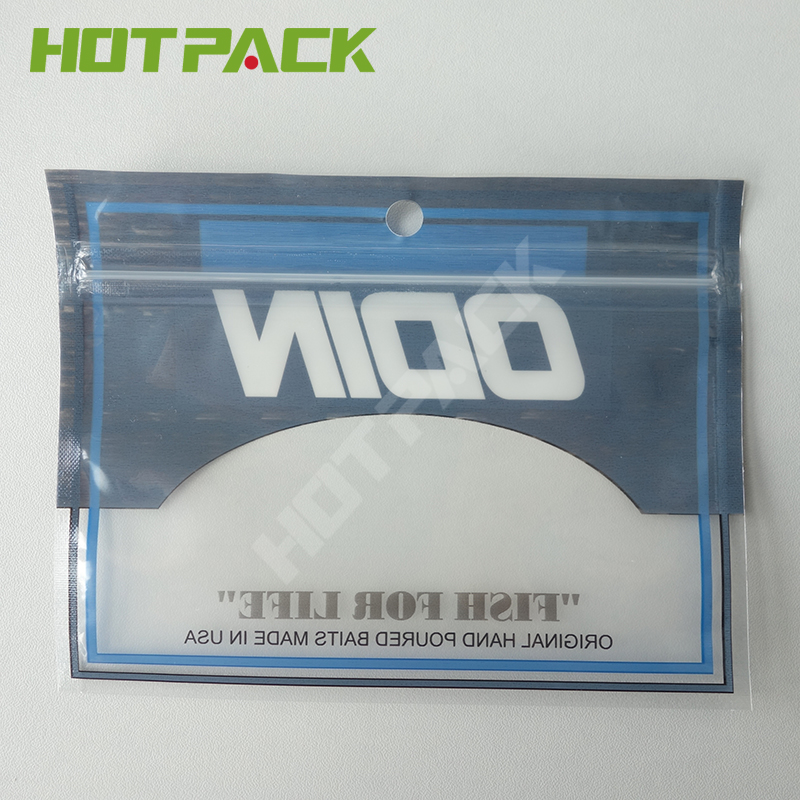 HOTPACK
ODIN
HOTPACK
"FISH FOR LIFE"
ORIGINAL HAND POURED BAITS MADE IN USA